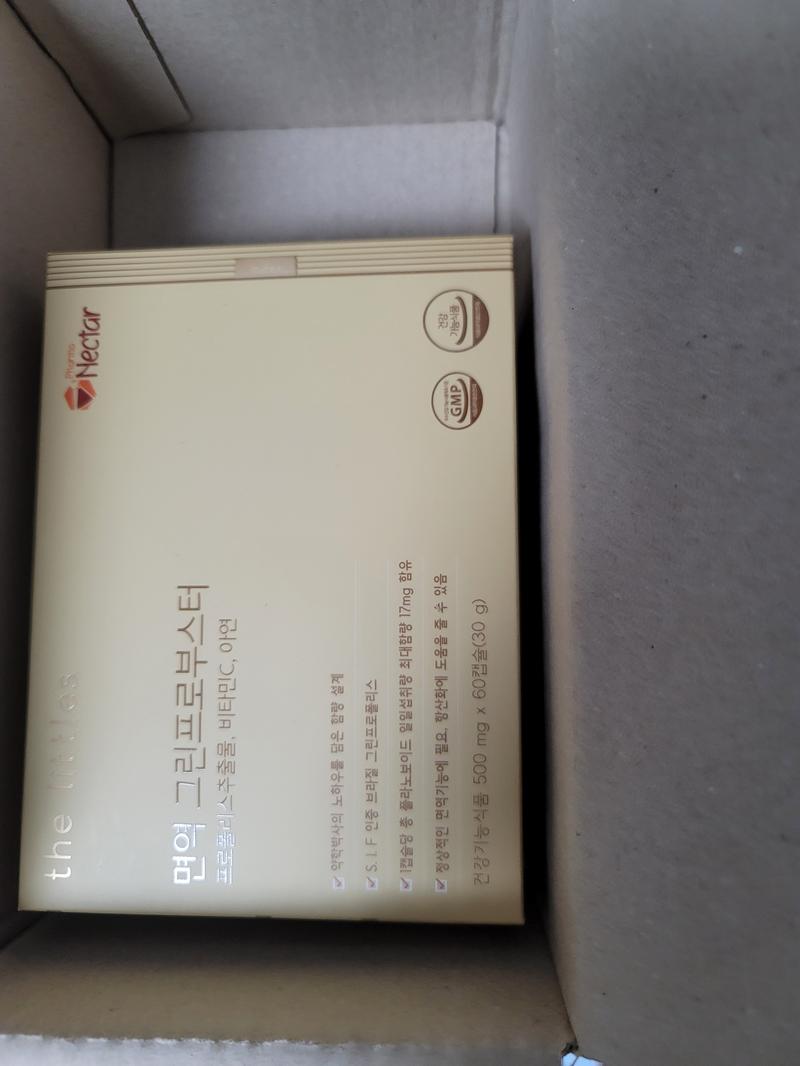 the littles
Pharma
Nectar
면역 그린프로부스터
프로폴리스추출물, 비타민C, 아연
약학박사의 노하우를 담은 함량 설계
S.I.F 인증 브라질 그린프로폴리스
1캡슐당 총 플라노보이드 일일섭취량 최대함량 17mg 함유
정상적인 면역기능에 필요, 항산화에 도움을 줄 수 있음
건강기능식품 500 mg x 60캡슐(30 g)
GMP
건강
기능식품